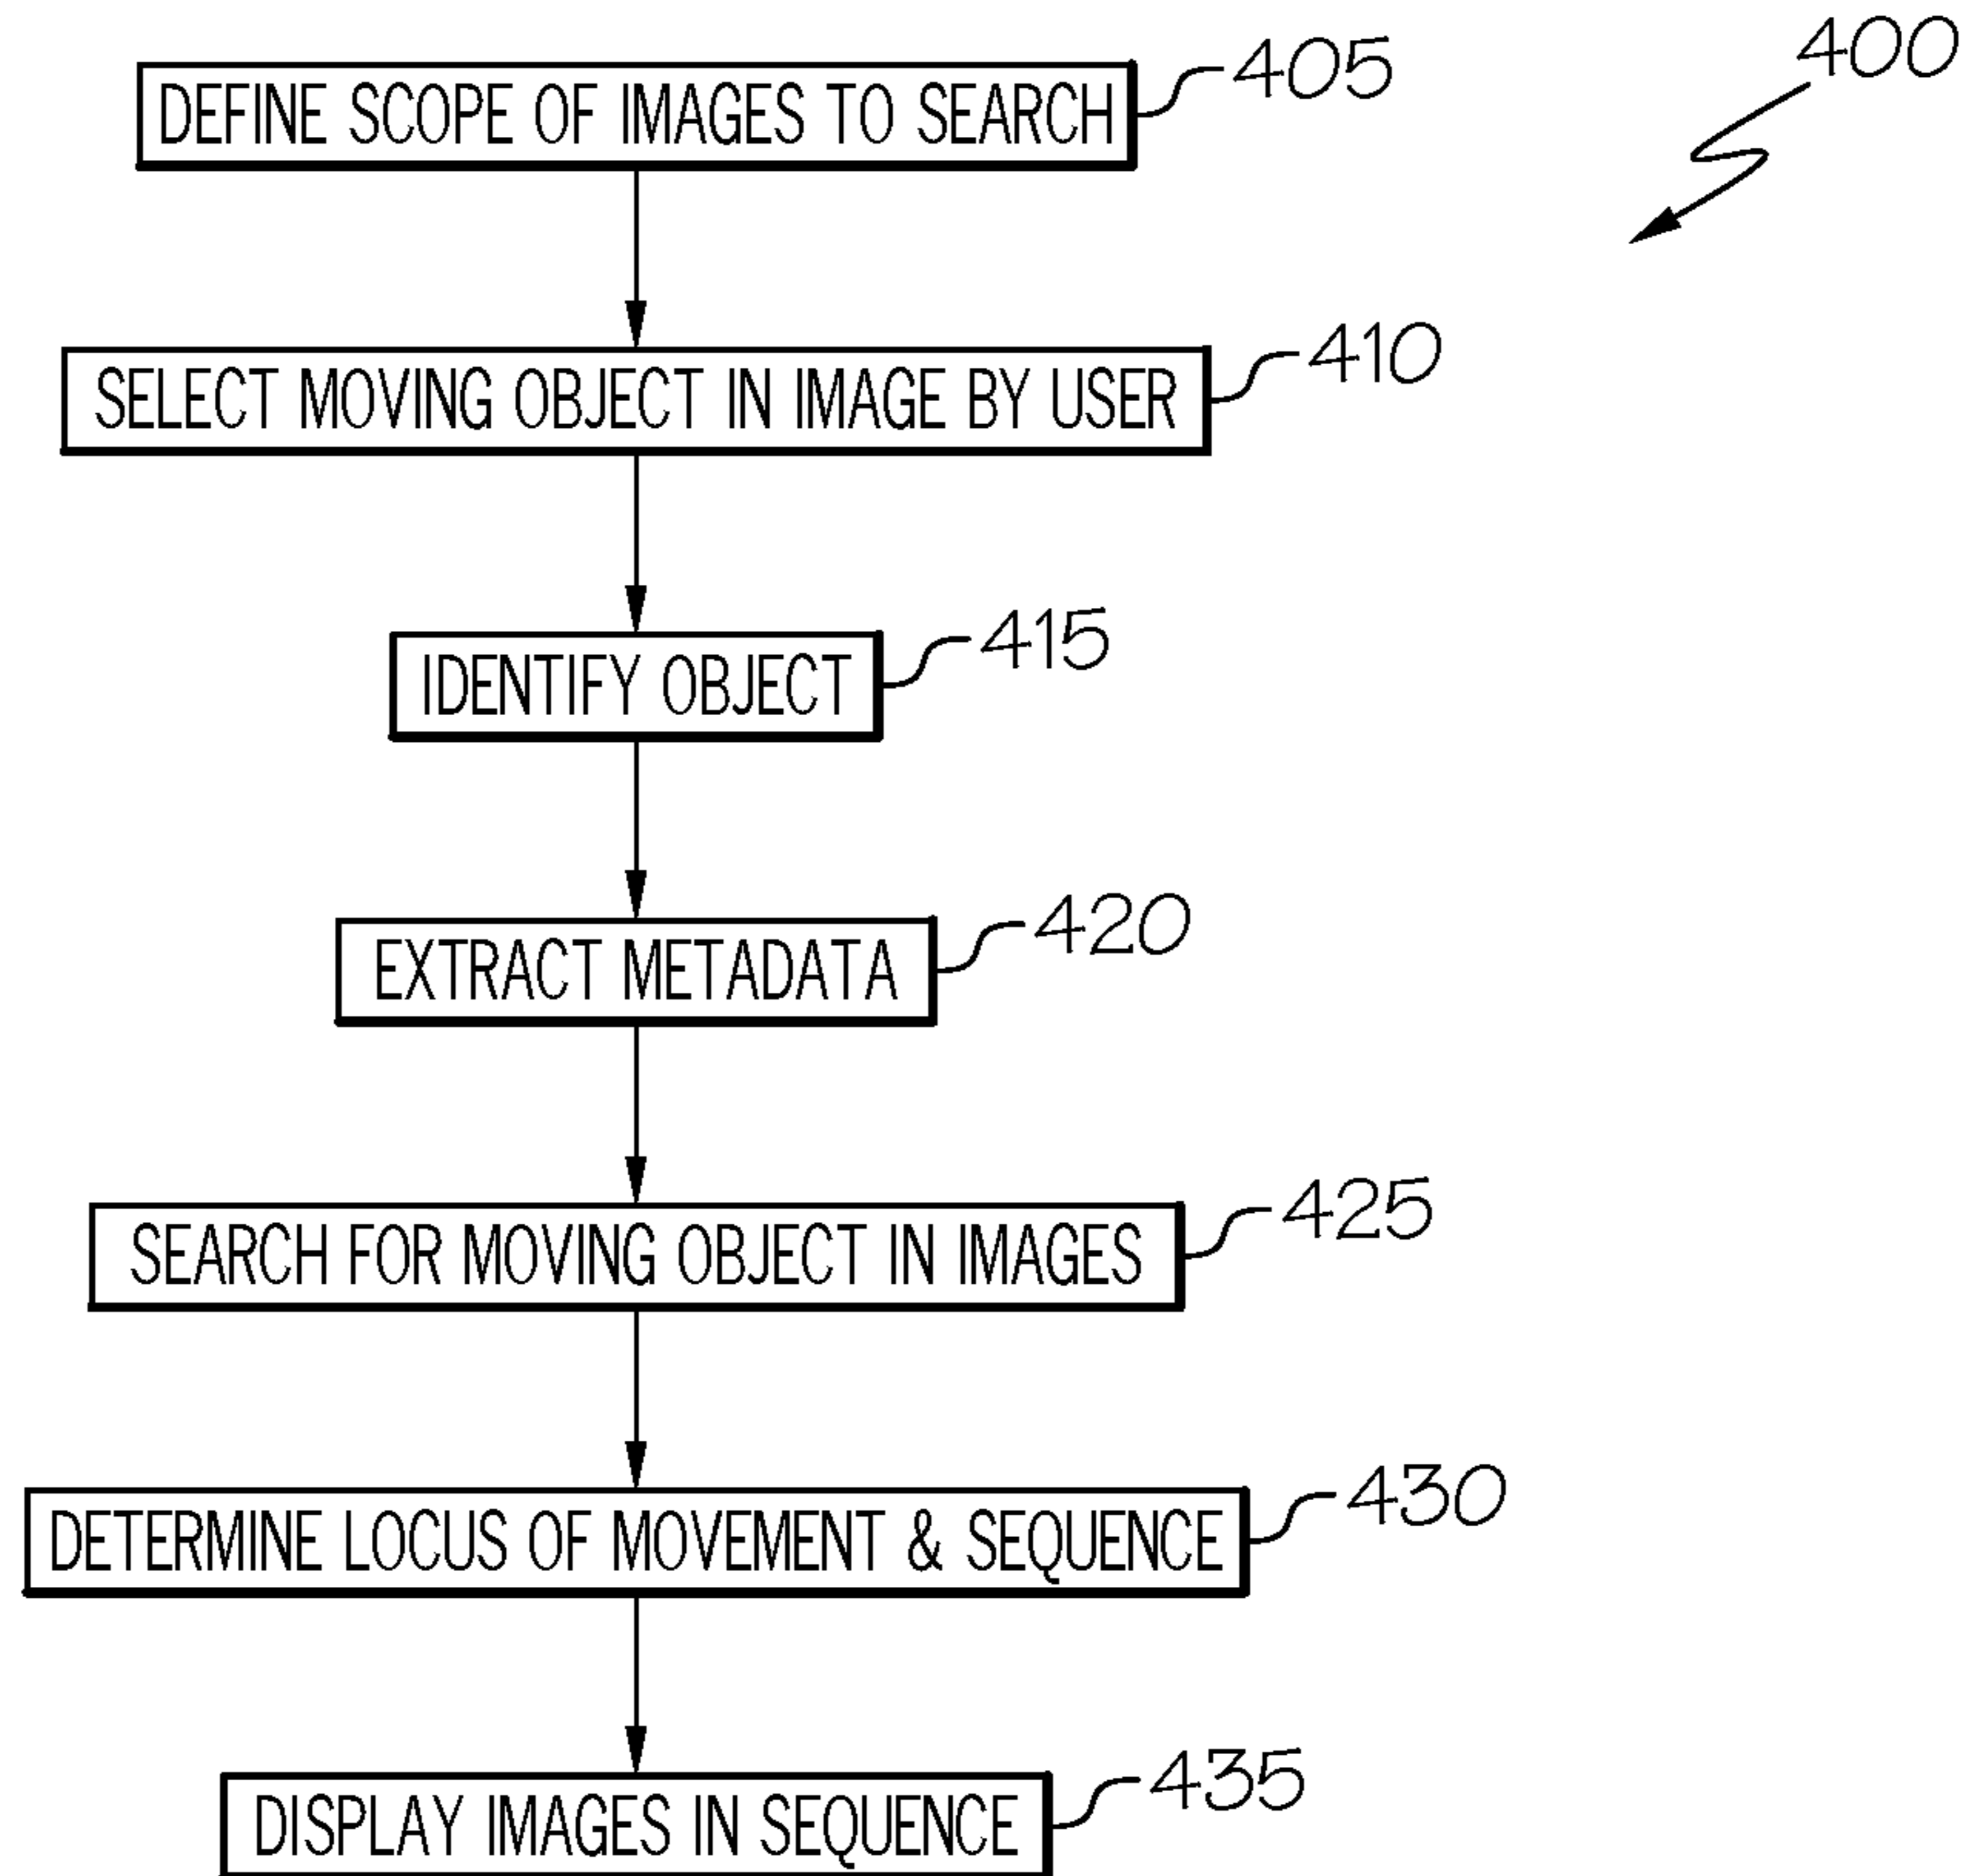 400
DEFINE SCOPE OF IMAGES TO SEARCH
405
SELECT MOVING OBJECT IN IMAGE BY USER
410
IDENTIFY OBJECT
415
EXTRACT METADATA
420
SEARCH FOR MOVING OBJECT IN IMAGES
425
DETERMINE LOCUS OF MOVEMENT & SEQUENCE
430
DISPLAY IMAGES IN SEQUENCE
435